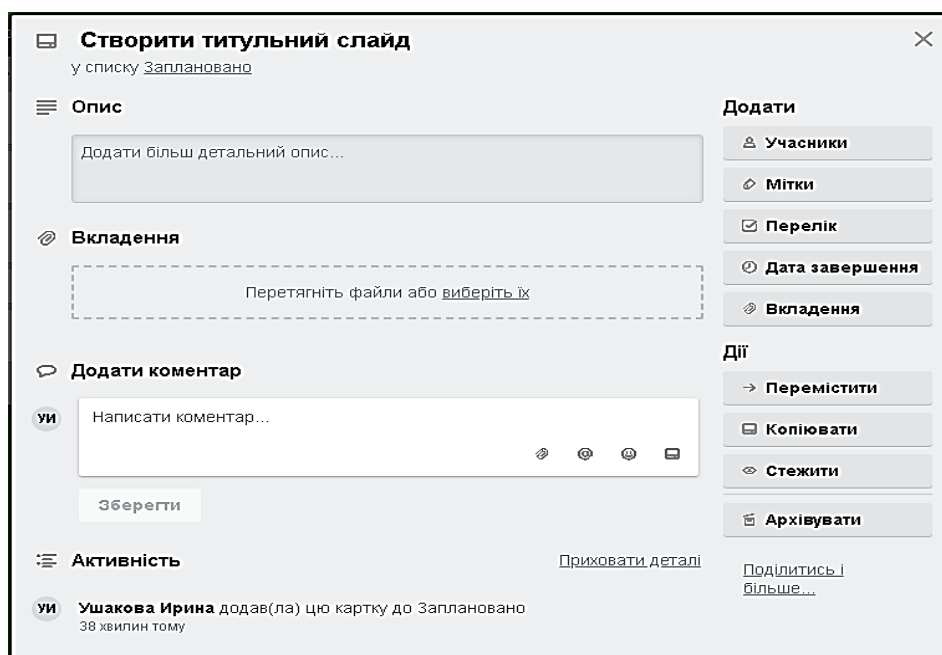 Створити титульний слайд
у списку Заплановано
Опис
Додати більш детальний опис...
Вкладення
Перетягніть файли або виберіть їх
Додати коментар
УИ
Написати коментар...
Зберегти
Активність
Приховати деталі
УИ
Ушакова Ирина додав(ла) цю картку до Заплановано
38 хвилин тому
Додати
Учасники
Мітки
Перелік
Дата завершення
Вкладення
Дії
Перемістити
Копіювати
Стежити
Архівувати
Поділитись і
більше...